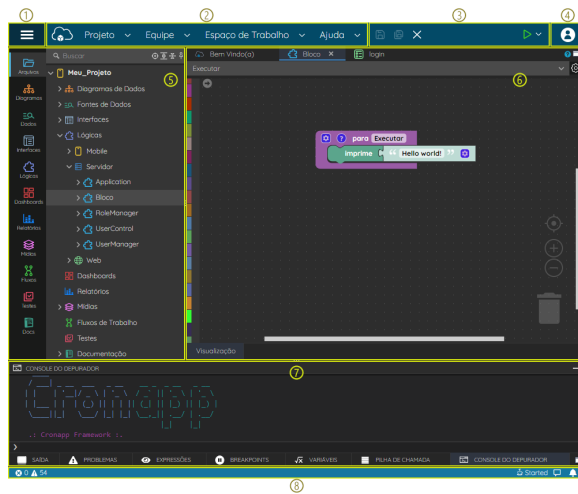 ① ② ③ ④
Projeto Equipe Espaço de Trabalho Ajuda
Buscar
Bem Vindo(a) Bloco × login
Arquivos
Meu_Projeto
⑤
Executar
⑥
Diagramas
Diagramas de Dados
Fontes de Dados
Dados
Interfaces
Interfaces
Lógicas
Mobile
Lógicas
Servidor
Application
Dashboards
Bloco
RoleManager
Relatórios
UserControl
UserManager
Mídias
Web
Fluxos
Dashboards
Relatórios
Testes
Mídias
Fluxos de Trabalho
Docs
Testes
Documentação
para Executar
imprime “ Hello world! ”
Visualização
CONSOLE DO DEPURADOR
⑦
.: Cronapp Framework :.
SAÍDA PROBLEMAS EXPRESSÕES BREAKPOINTS VARIÁVEIS PILHA DE CHAMADA CONSOLE DO DEPURADOR
0 54 Started
⑧